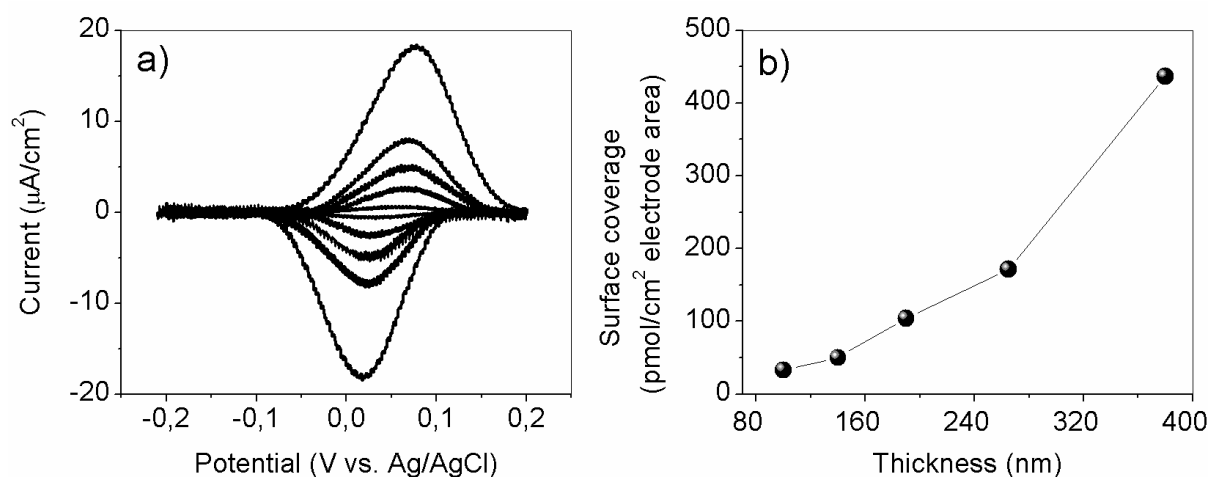 a)
20
10
0
-10
-20
Current (μA/cm²)
-0,2 -0,1 0,0 0,1 0,2
Potential (V vs. Ag/AgCl)
b)
500
400
300
200
100
0
Surface coverage
(pmol/cm² electrode area)
80 160 240 320 400
Thickness (nm)